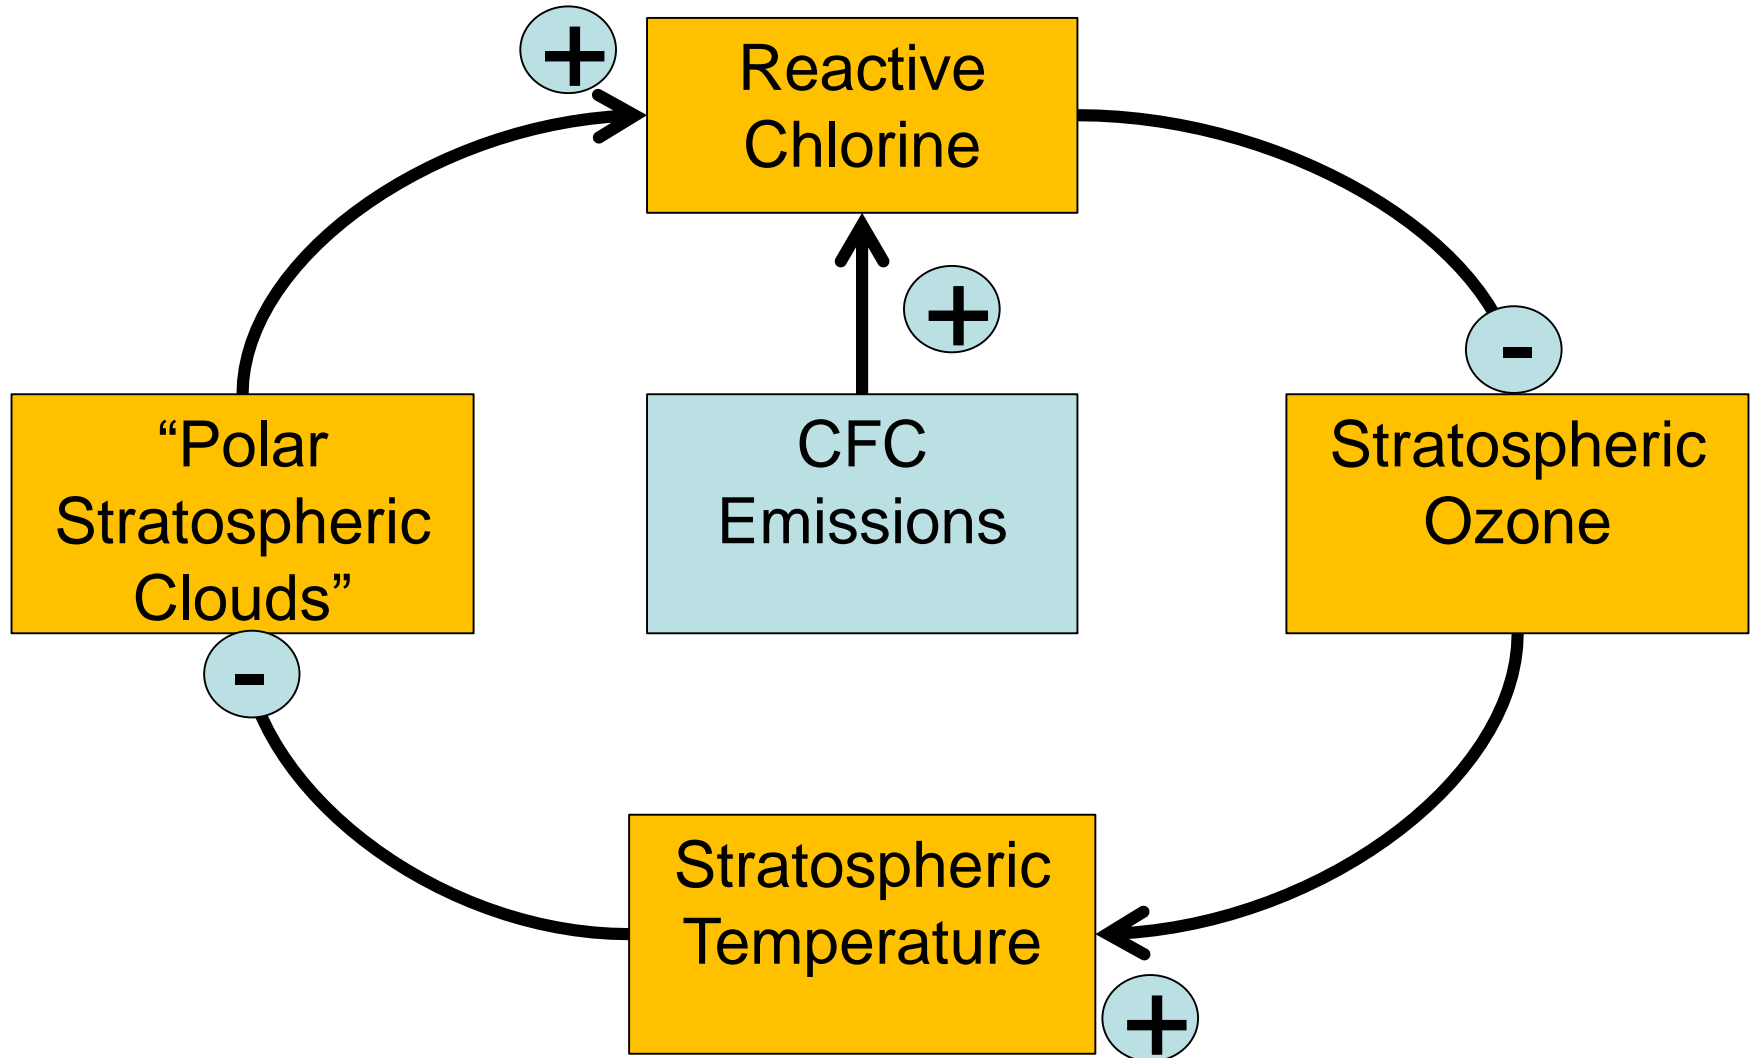 +
Reactive
Chlorine
+
-
“Polar
Stratospheric
Clouds”
CFC
Emissions
Stratospheric
Ozone
-
Stratospheric
Temperature
+